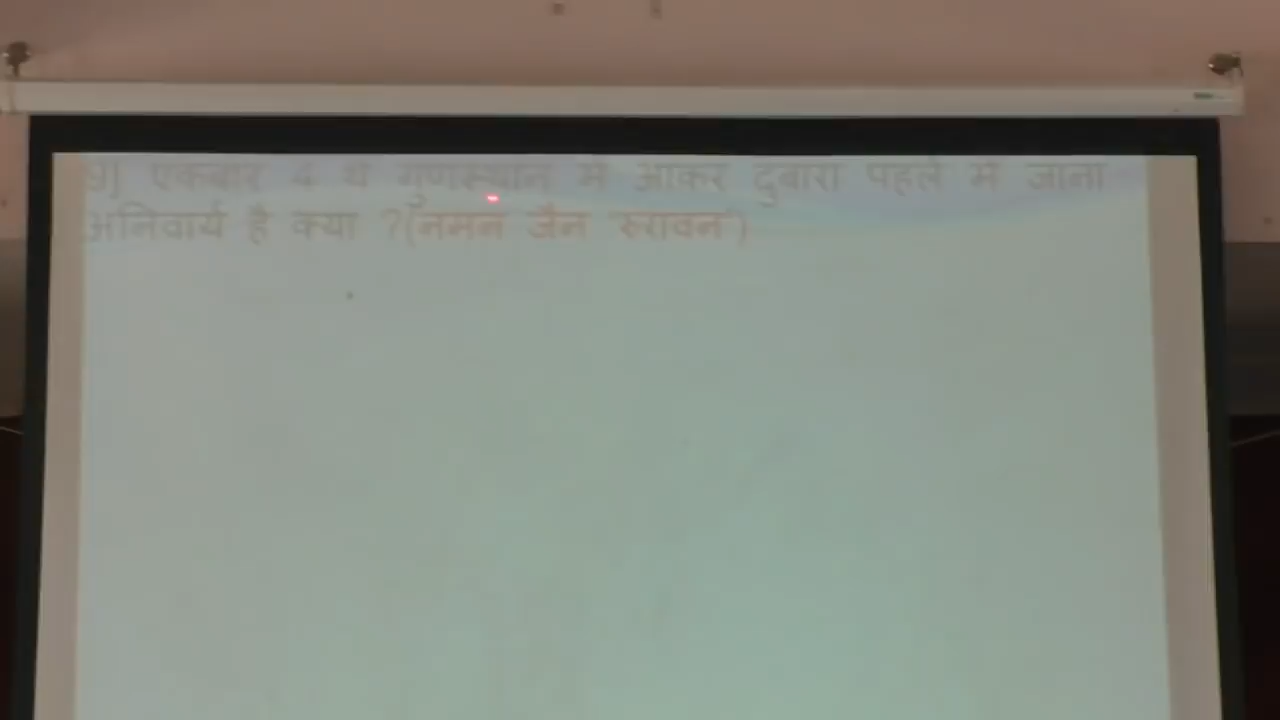 9] एकबार 4 थे गुणस्थान में आकर दुबारा पहले में जाना
अनिवार्य है क्या ?(नमन जैन "रुरावन")